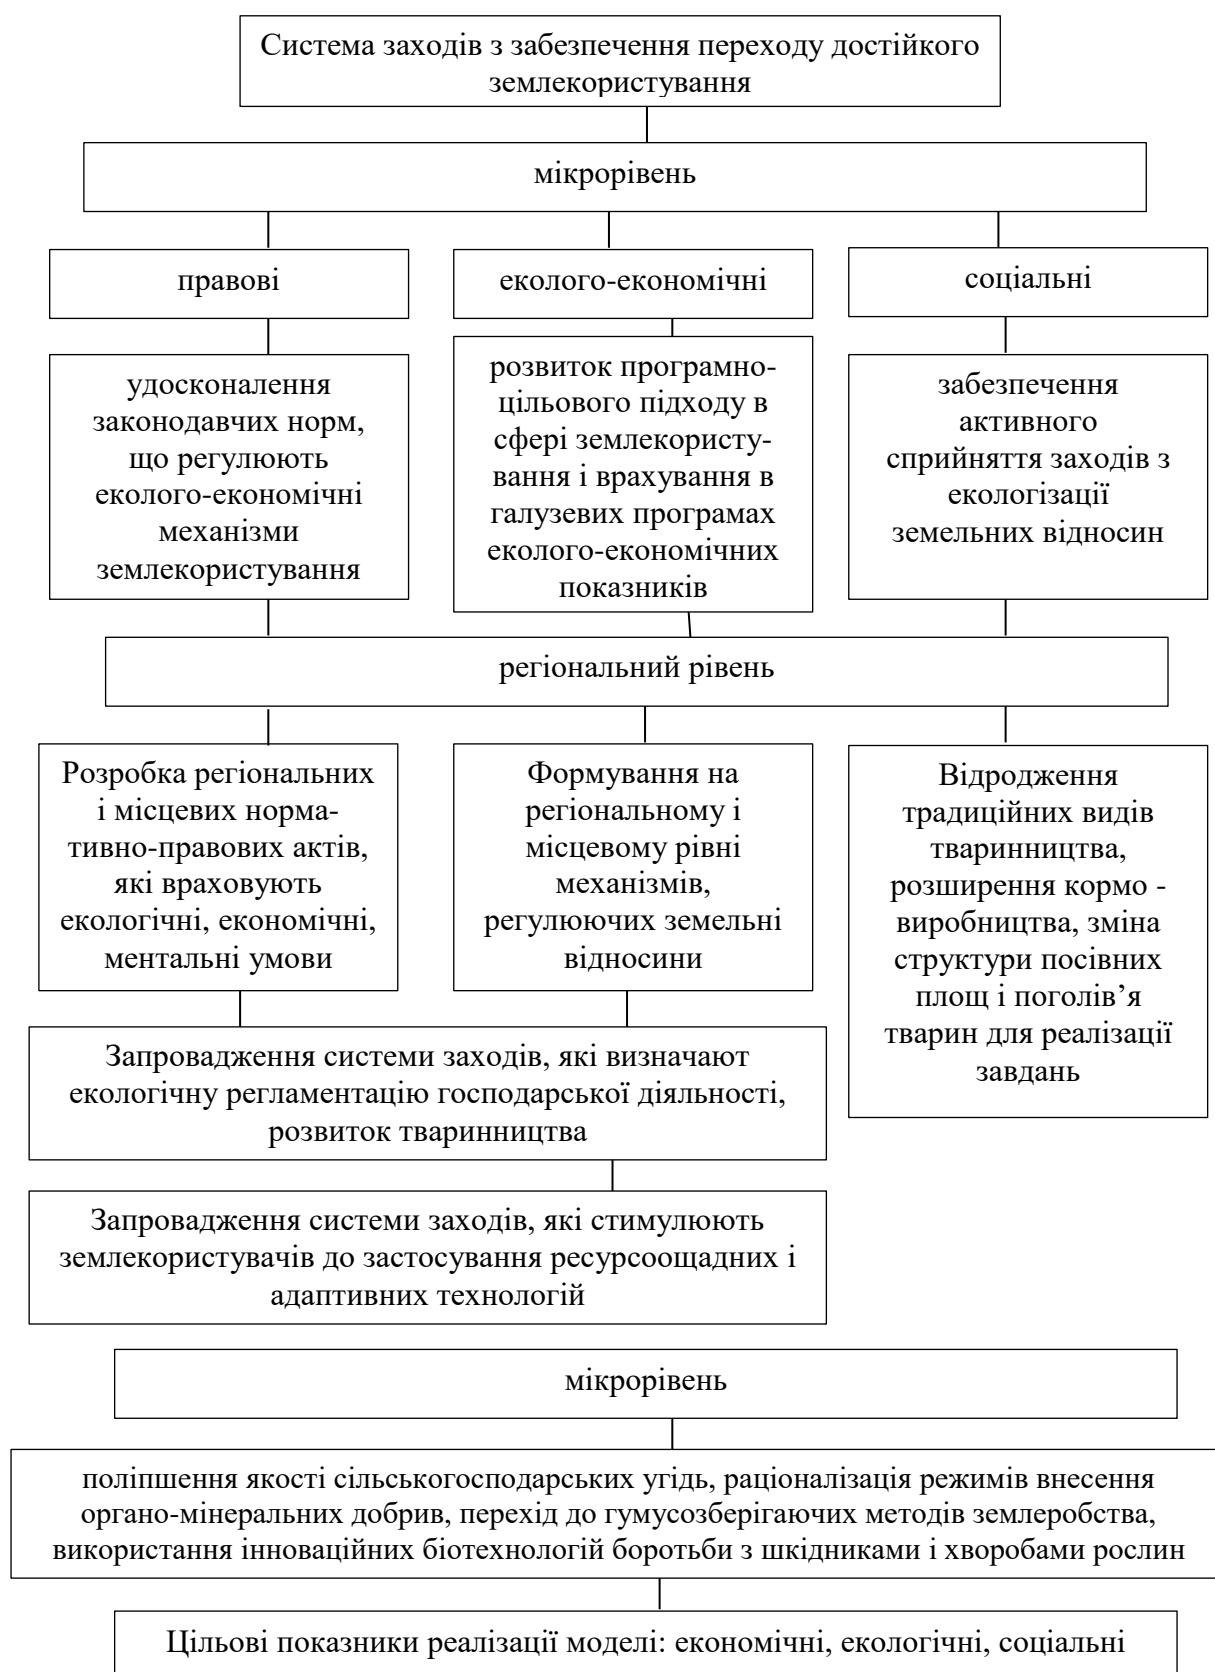 Система заходів з забезпечення переходу достійкого
землекористування
мікрорівень
правові
еколого-економічні
соціальні
удосконалення
законодавчих норм,
що регулюють
еколого-економічні
механізми
землекористування
розвиток програмно-
цільового підходу в
сфері землекористу-
вання і врахування в
галузевих програмах
еколого-економічних
показників
забезпечення
активного
сприйняття заходів з
екологізації
земельних відносин
регіональний рівень
Розробка регіональних
і місцевих норма-
тивно-правових актів,
які враховують
екологічні, економічні,
ментальні умови
Формування на
регіональному і
місцевому рівні
механізмів,
регулюючих земельні
відносини
Відродження
традиційних видів
тваринництва,
розширення кормо -
виробництва, зміна
структури посівних
площ і поголів’я
тварин для реалізації
завдань
Запровадження системи заходів, які визначают
екологічну регламентацію господарської діяльності,
розвиток тваринництва
Запровадження системи заходів, які стимулюють
землекористувачів до застосування ресурсоощадних і
адаптивних технологій
мікрорівень
поліпшення якості сільськогосподарських угідь, раціоналізація режимів внесення
органо-мінеральних добрив, перехід до гумусозберігаючих методів землеробства,
використання інноваційних біотехнологій боротьби з шкідниками і хворобами рослин
Цільові показники реалізації моделі: економічні, екологічні, соціальні